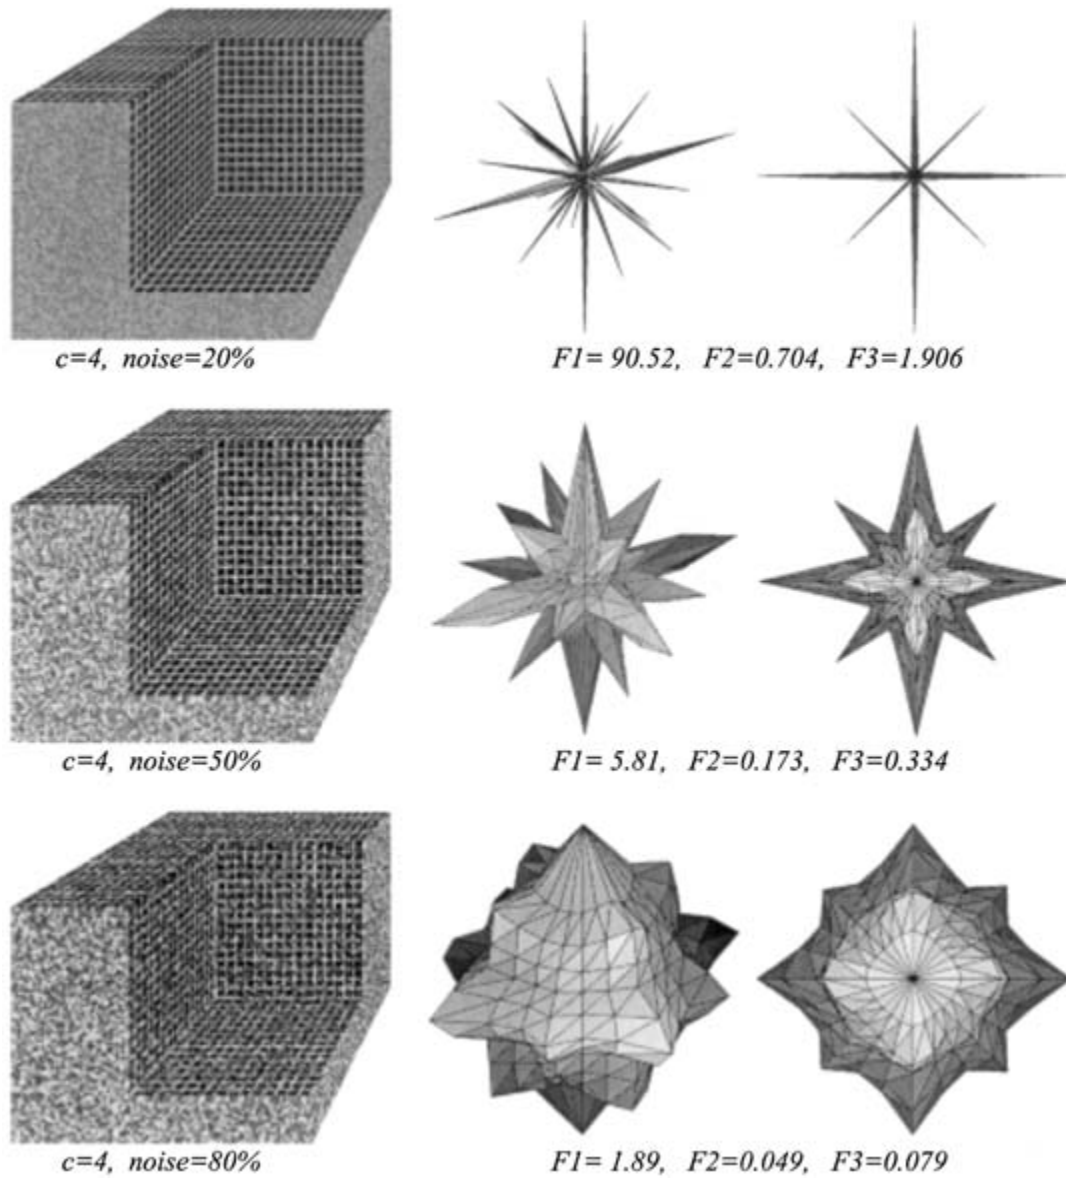 c=4, noise=20%
F1= 90.52, F2=0.704, F3=1.906
c=4, noise=50%
F1= 5.81, F2=0.173, F3=0.334
c=4, noise=80%
F1= 1.89, F2=0.049, F3=0.079